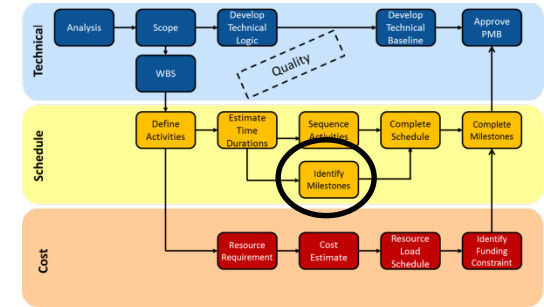 Technical
Analysis
Scope
Develop
Technical
Logic
Develop
Technical
Baseline
Approve
PMB
WBS
Quality
Schedule
Define
Activities
Estimate
Time
Durations
Sequence
Activities
Complete
Schedule
Complete
Milestones
Identify
Milestones
Cost
Resource
Requirement
Cost
Estimate
Resource
Load
Schedule
Identify
Funding
Constraint